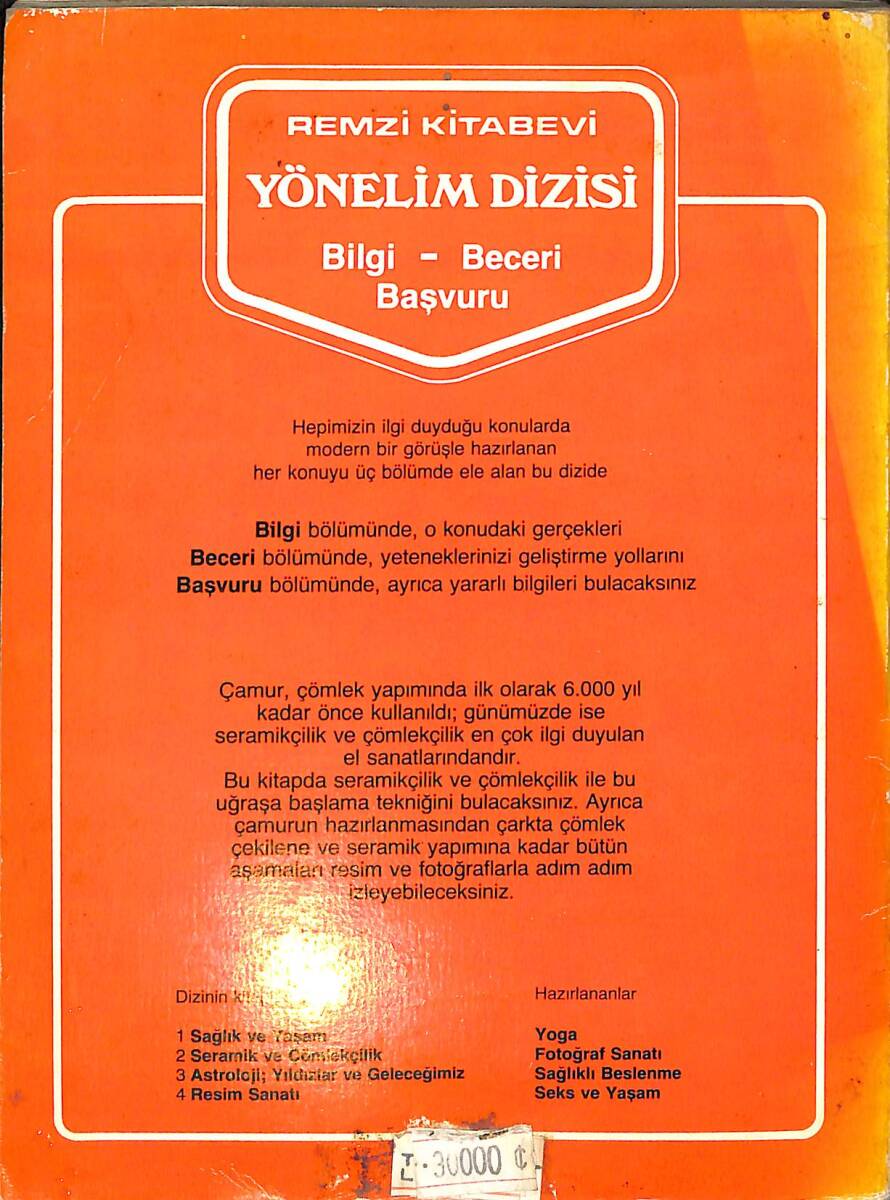 REMZİ KİTABEVİ
YÖNELİM DİZİSİ
Bilgi - Beceri
Başvuru
Hepimizin ilgi duyduğu konularda
modern bir görüşle hazırlanan
her konuyu üç bölümde ele alan bu dizide
Bilgi bölümünde, o konudaki gerçekleri
Beceri bölümünde, yeteneklerinizi geliştirme yollarını
Başvuru bölümünde, ayrıca yararlı bilgileri bulacaksınız
Çamur, çömlek yapımında ilk olarak 6.000 yıl
kadar önce kullanıldı; günümüzde ise
seramikçilik ve çömlekçilik en çok ilgi duyulan
el sanatlarındandır.
Bu kitapda seramikçilik ve çömlekçilik ile bu
uğraşa başlama tekniğini bulacaksınız. Ayrıca
çamurun hazırlanmasından çarkta çömlek
çekilene ve seramik yapımına kadar bütün
aşamaları resim ve fotoğraflarla adım adım
izleyebileceksiniz.
Dizinin
1 Sağlık ve Yaşam
2 Seramik ve Çömlekçilik
3 Astroloji; Yıldızlar ve Geleceğimiz
4 Resim Sanatı
Hazırlananlar
Yoga
Fotoğraf Sanatı
Sağlıklı Beslenme
Seks ve Yaşam
TL 30000